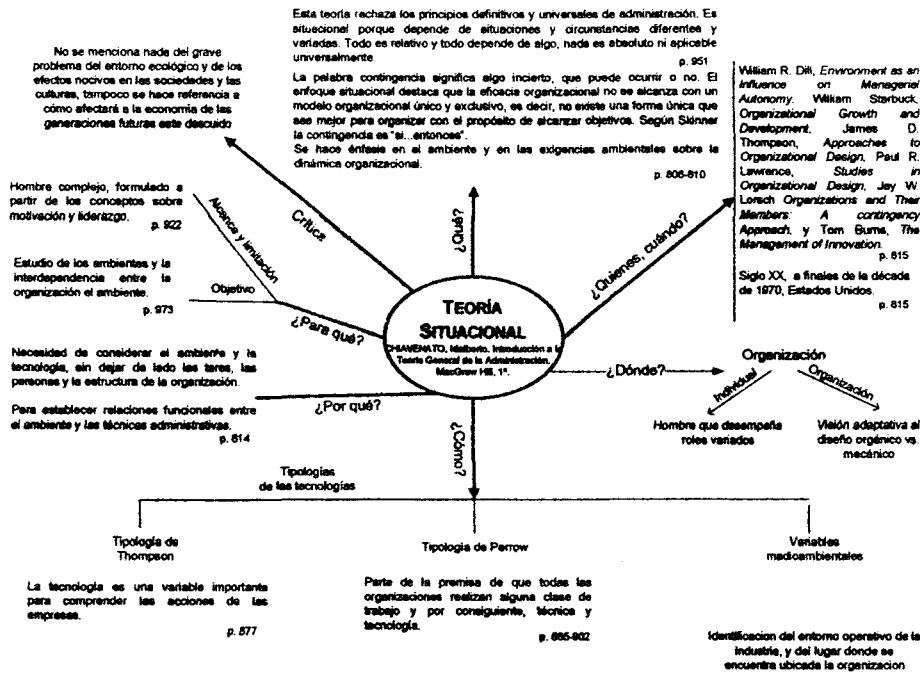 Esta teoría rechaza los principios definitivos y universales de administración. Es
situacional porque depende de situaciones y circunstancias diferentes y
variadas. Todo es relativo y todo depende de algo, nada es absoluto ni aplicable
universalmente.
p. 951
La palabra contingencia significa algo incierto, que puede ocurrir o no. El
enfoque situacional destaca que la eficacia organizacional no se alcanza con un
modelo organizacional único y exclusivo, es decir, no existe una forma única que
sea mejor para organizar con el propósito de alcanzar objetivos. Según Skinner
la contingencia es "si...entonces".
Se hace énfasis en el ambiente y en las exigencias ambientales sobre la
dinámica organizacional.
p. 806-810
No se menciona nada del grave
problema del entorno ecológico y de los
efectos nocivos en las sociedades y las
culturas, tampoco se hace referencia a
cómo afectará a la economía de las
generaciones futuras este descuido
William R. Dill, Environment as an
Influence on Managerial
Autonomy. William Starbuck,
Organizational Growth and
Development, James D.
Thompson, Approaches to
Organizational Design, Paul R.
Lawrence, Studies in
Organizational Design, Jay W.
Lorsch Organizations and Their
Members: A contingency
Approach, y Tom Burns, The
Management of Innovation.
p. 815
Siglo XX, a finales de la década
de 1970, Estados Unidos.
p. 815
Hombre complejo, formulado a
partir de los conceptos sobre
motivación y liderazgo.
p. 922
Alcance y limitación
Crítica
¿Qué?
¿Quienes, cuándo?
Estudio de los ambientes y la
interdependencia entre la
organización el ambiente.
p. 973
Objetivo
¿Para qué?
TEORÍA
SITUACIONAL
CHIAVENATO, Idalberto. Introducción a la
Teoría General de la Administración.
MacGraw Hill, 1ª.
Necesidad de considerar el ambiente y la
tecnología, sin dejar de lado las tares, las
personas y la estructura de la organización.
Para establecer relaciones funcionales entre
el ambiente y las técnicas administrativas.
p. 814
¿Por qué?
¿Cómo?
¿Dónde?
Organización
Individual
Organización
Hombre que desempeña
roles variados
Visión adaptativa al
diseño orgánico vs.
mecánico
Tipologías
de las tecnologías
Tipología de
Thompson
Tipología de Perrow
Variables
madioambientales
La tecnología es una variable importante
para comprender las acciones de las
empresas.
p. 877
Parte de la premisa de que todas las
organizaciones realizan alguna clase de
trabajo y por consiguiente, técnica y
tecnología.
p. 885-902
Identificacion del entorno operativo de la
industria, y del lugar donde se
encuentra ubicada la organizacion